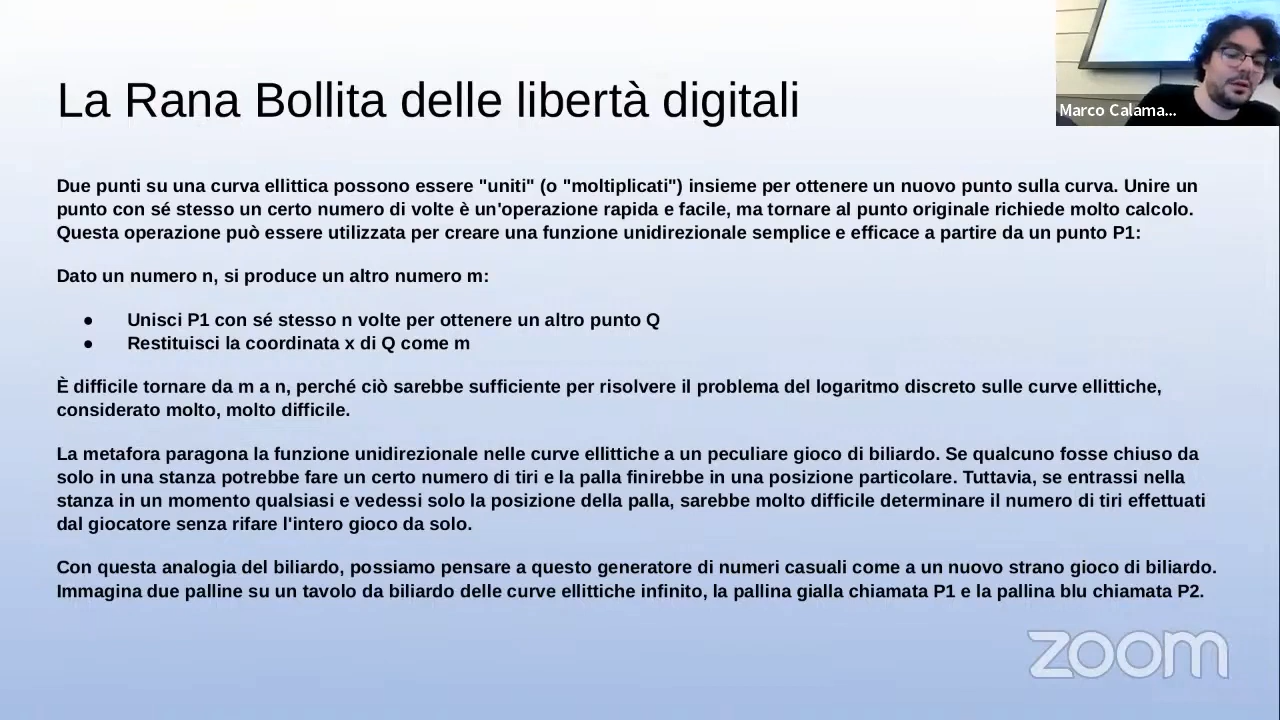 La Rana Bollita delle libertà digitali
Marco Calama...
Due punti su una curva ellittica possono essere "uniti" (o "moltiplicati") insieme per ottenere un nuovo punto sulla curva. Unire un
punto con sé stesso un certo numero di volte è un'operazione rapida e facile, ma tornare al punto originale richiede molto calcolo.
Questa operazione può essere utilizzata per creare una funzione unidirezionale semplice e efficace a partire da un punto P1:
Dato un numero n, si produce un altro numero m:
● Unisci P1 con sé stesso n volte per ottenere un altro punto Q
● Restituisci la coordinata x di Q come m
È difficile tornare da m a n, perché ciò sarebbe sufficiente per risolvere il problema del logaritmo discreto sulle curve ellittiche,
considerato molto, molto difficile.
La metafora paragona la funzione unidirezionale nelle curve ellittiche a un peculiare gioco di biliardo. Se qualcuno fosse chiuso da
solo in una stanza potrebbe fare un certo numero di tiri e la palla finirebbe in una posizione particolare. Tuttavia, se entrassi nella
stanza in un momento qualsiasi e vedessi solo la posizione della palla, sarebbe molto difficile determinare il numero di tiri effettuati
dal giocatore senza rifare l'intero gioco da solo.
Con questa analogia del biliardo, possiamo pensare a questo generatore di numeri casuali come a un nuovo strano gioco di biliardo.
Immagina due palline su un tavolo da biliardo delle curve ellittiche infinito, la pallina gialla chiamata P1 e la pallina blu chiamata P2.
zoom